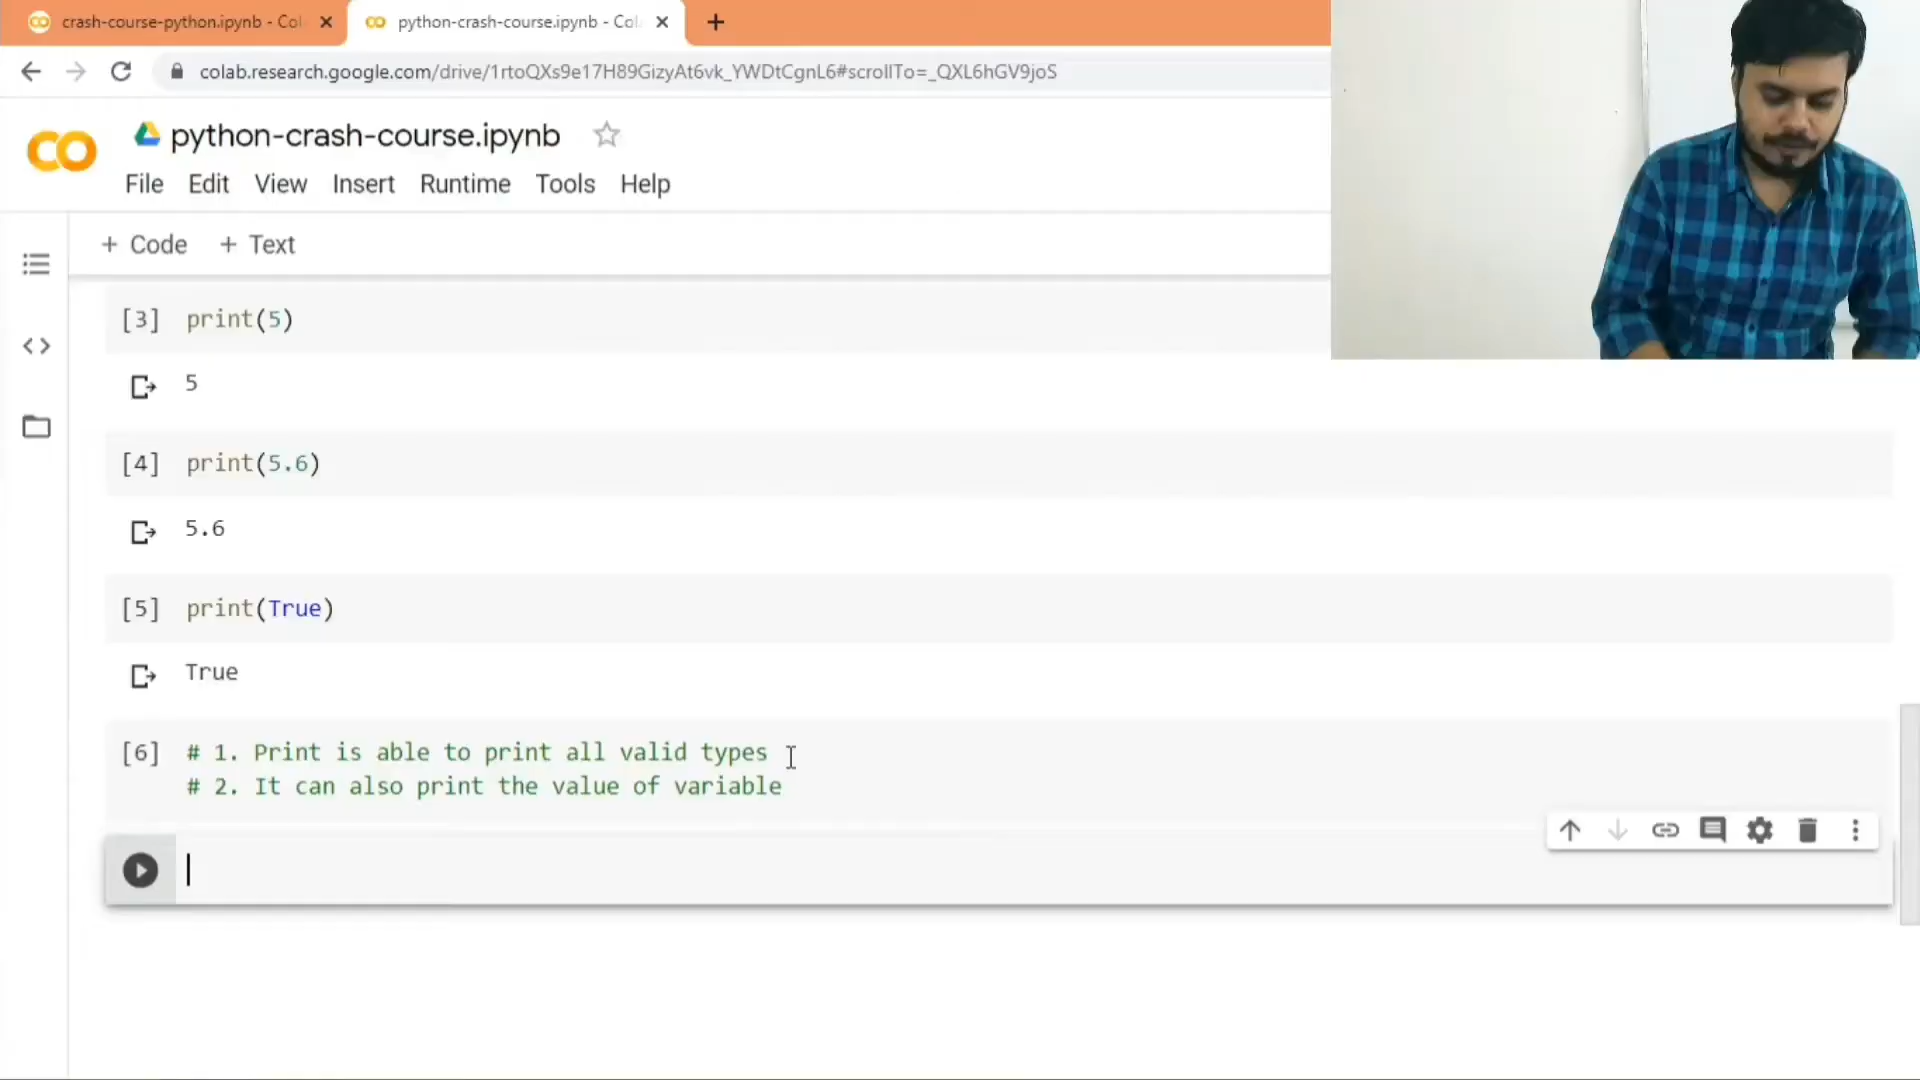 crash-course-python.ipynb - Col
python-crash-course.ipynb - Col
colab.research.google.com/drive/1rtoQXs9e17H89GizyAt6vk_YWDtCgnL6#scrollTo=_QXL6hGV9joS
python-crash-course.ipynb
File Edit View Insert Runtime Tools Help
+ Code + Text
[3] print(5)
5
[4] print(5.6)
5.6
[5] print(True)
True
[6] # 1. Print is able to print all valid types
# 2. It can also print the value of variable